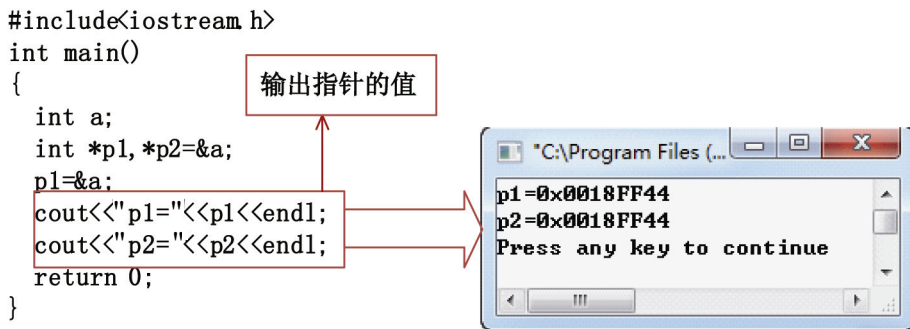 #include<iostream.h>
int main()
{
输出指针的值
int a;
int *p1,*p2=&a;
p1=&a;
cout<<"p1="<<p1<<endl;
cout<<"p2="<<p2<<endl;
return 0;
}
"C:\Program Files (...
p1=0x0018FF44
p2=0x0018FF44
Press any key to continue